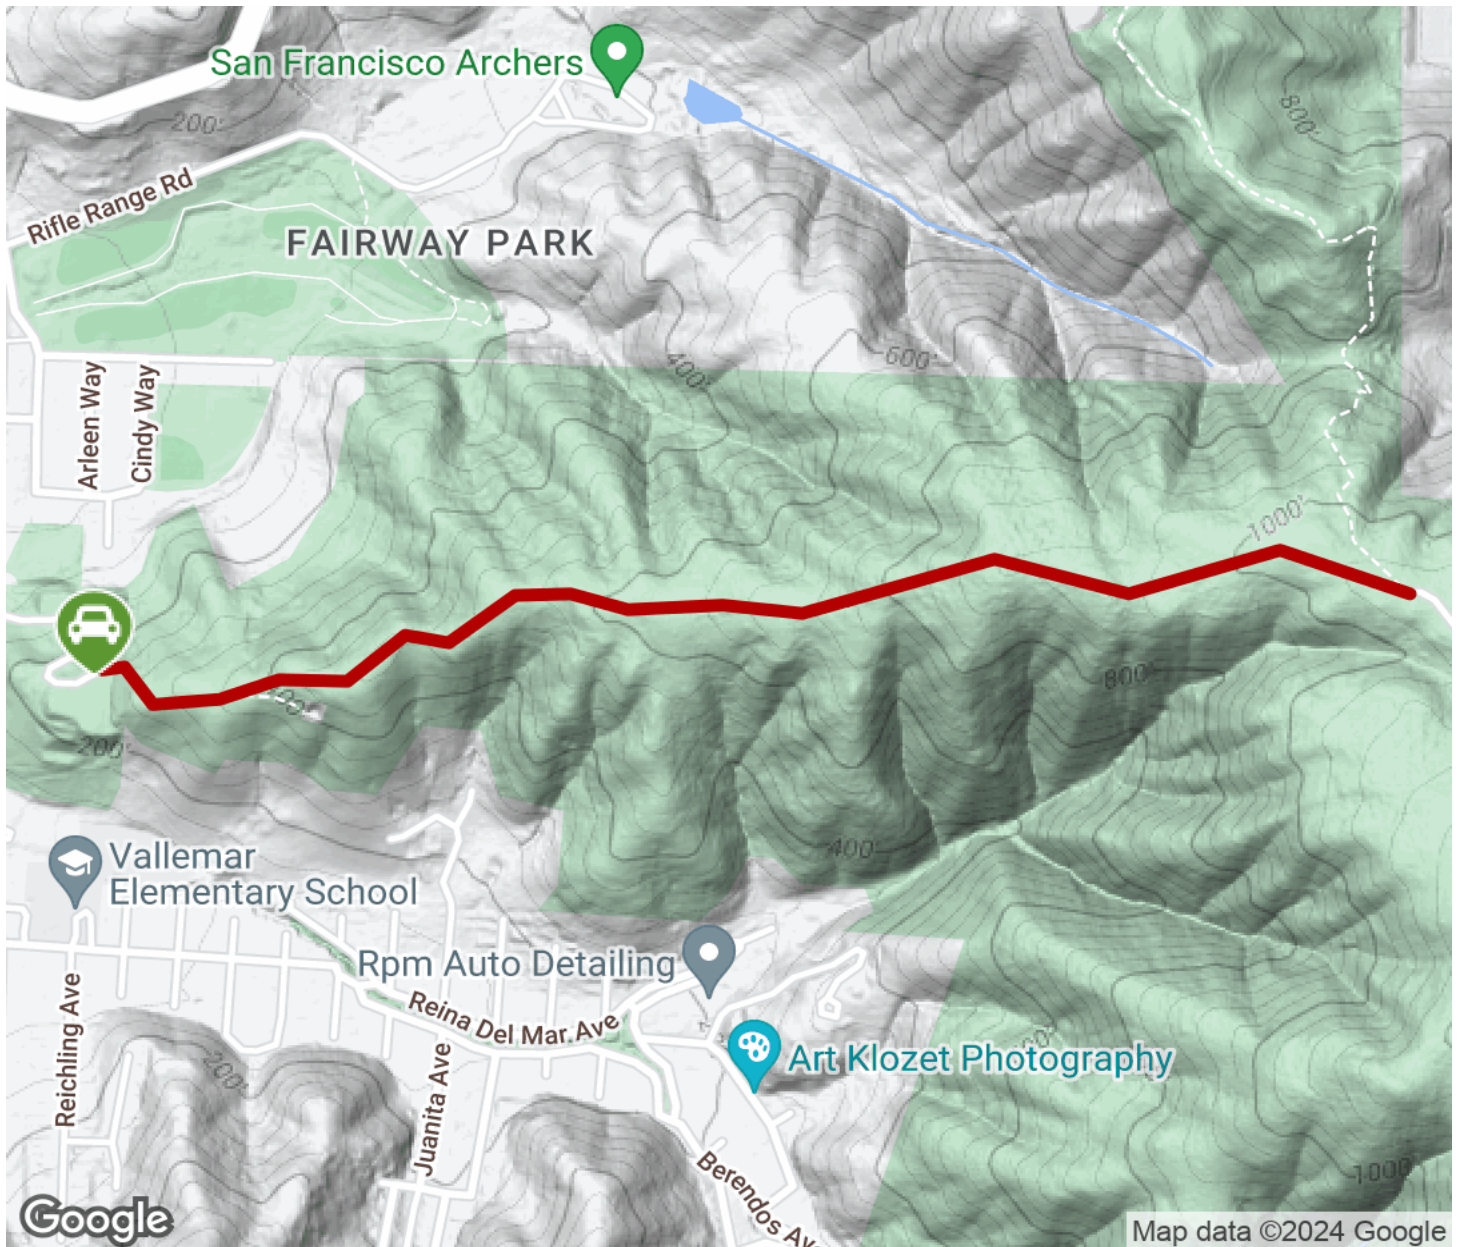 San Francisco Archers
200'
800'
Rifle Range Rd
FAIRWAY PARK
400'
600'
Arleen Way
Cindy Way
1000'
800'
200'
400
Vallemar
Elementary School
Rpm Auto Detailing
Reina Del Mar Ave
Reichling Ave
200'
Juanita Ave
Art Klozet Photography
Berendos Av
1000'
Google
Map data ©2024 Google